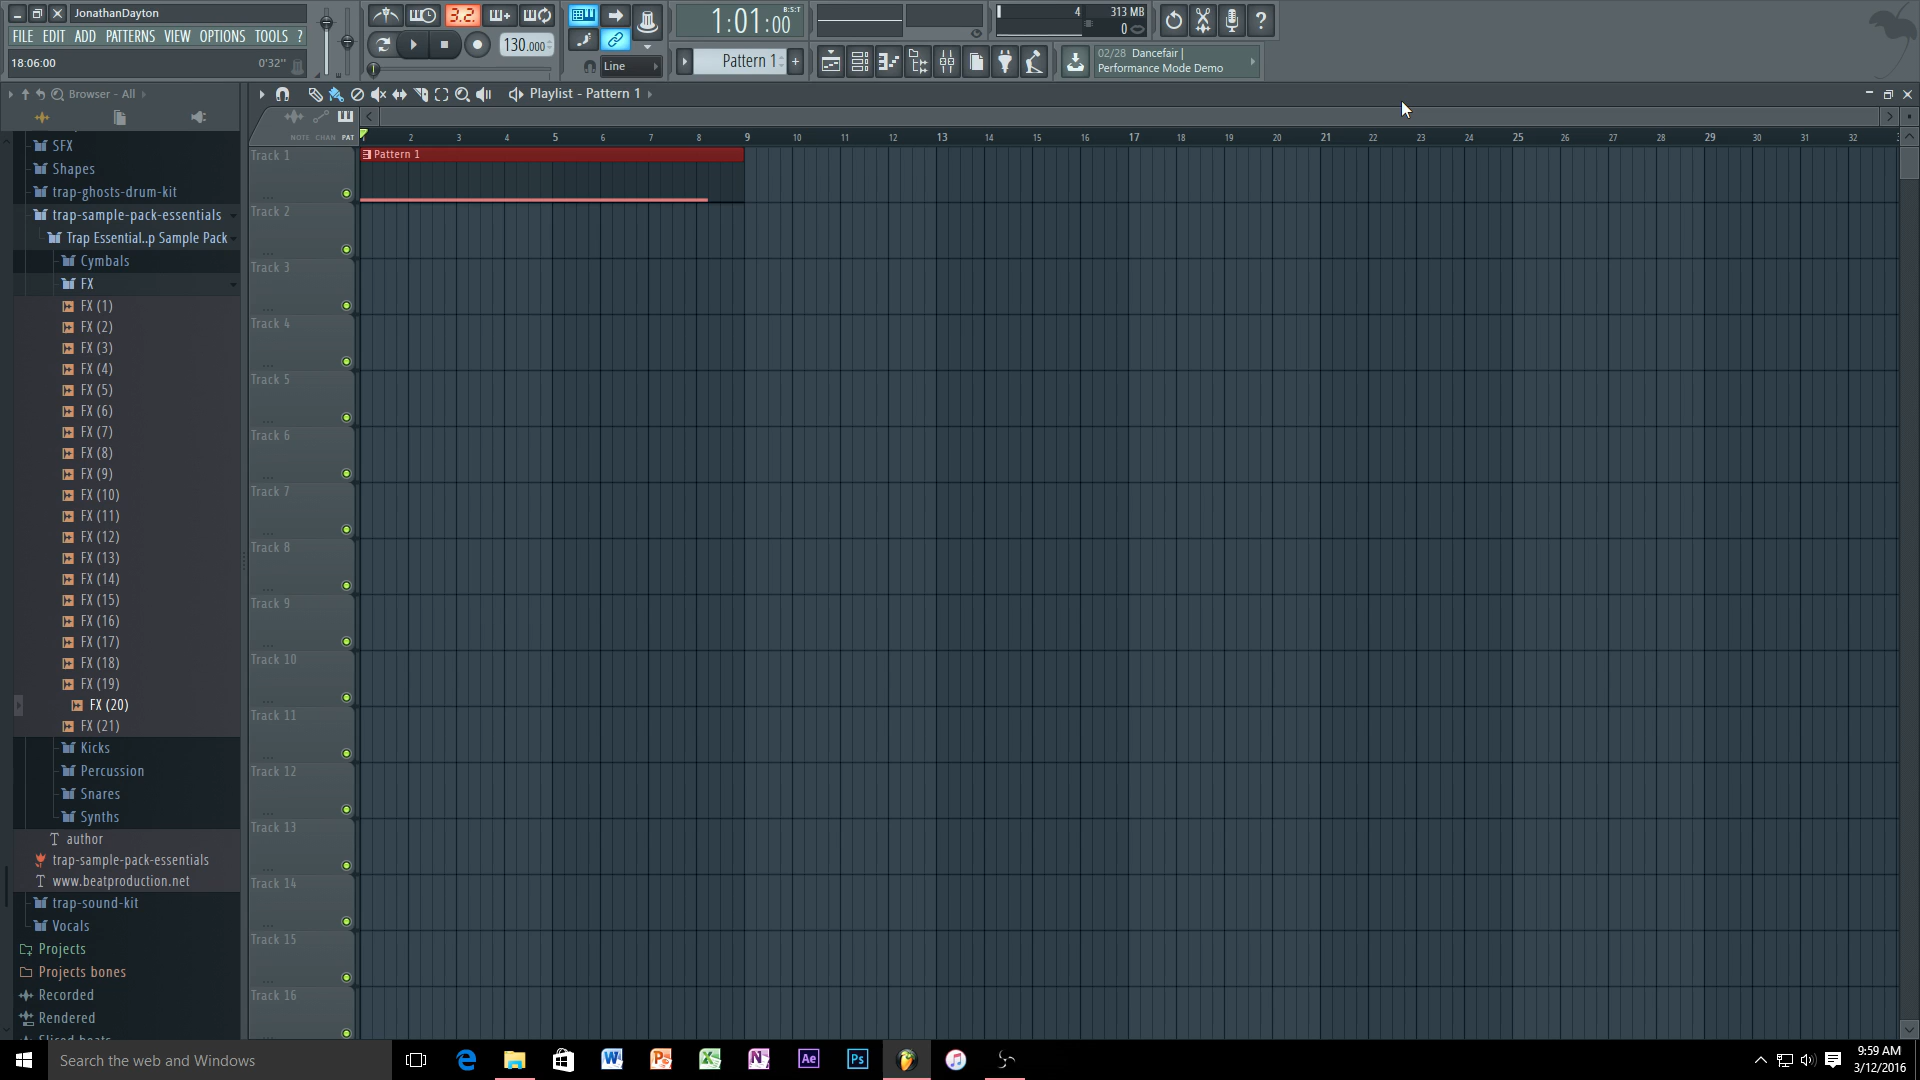 JonathanDayton
FILE EDIT ADD PATTERNS VIEW OPTIONS TOOLS ?
18:06:00 0'32"
3.2.
130.000
Line
1:01:00
B:S:T
Pattern 1
+
4
313 MB
0
?
02/28 Dancefair |
Performance Mode Demo
Browser - All
Playlist - Pattern 1
NOTE CHAN PAT
2 3 4 5 6 7 8 9 10 11 12 13 14 15 16 17 18 19 20 21 22 23 24 25 26 27 28 29 30 31 32
SFX
Shapes
trap-ghosts-drum-kit
trap-sample-pack-essentials
Trap Essential..p Sample Pack
Cymbals
FX
FX (1)
FX (2)
FX (3)
FX (4)
FX (5)
FX (6)
FX (7)
FX (8)
FX (9)
FX (10)
FX (11)
FX (12)
FX (13)
FX (14)
FX (15)
FX (16)
FX (17)
FX (18)
FX (19)
FX (20)
FX (21)
Kicks
Percussion
Snares
Synths
author
trap-sample-pack-essentials
www.beatproduction.net
trap-sound-kit
Vocals
Projects
Projects bones
Recorded
Rendered
Sliced beats
Track 1
Pattern 1
Track 2
Track 3
Track 4
Track 5
Track 6
Track 7
Track 8
Track 9
Track 10
Track 11
Track 12
Track 13
Track 14
Track 15
Track 16
Search the web and Windows
Ae
Ps
9:59 AM
3/12/2016